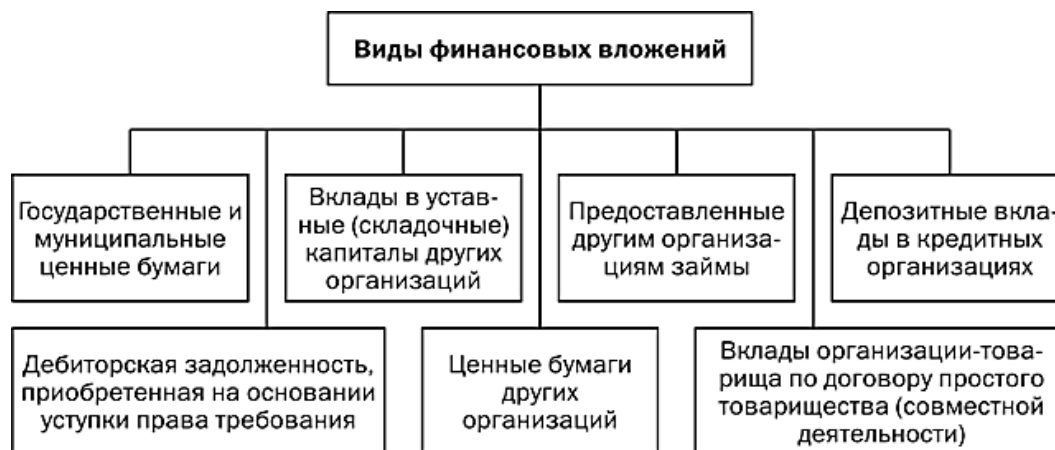 Виды финансовых вложений
Государственные и
муниципальные
ценные бумаги
Вклады в устав-
ные (складочные)
капиталы других
организаций
Предоставленные
другим организа-
циям займы
Депозитные вкла-
ды в кредитных
организациях
Дебиторская задолженность,
приобретенная на основании
уступки права требования
Ценные бумаги
других
организаций
Вклады организации-това-
рища по договору простого
товарищества (совместной
деятельности)